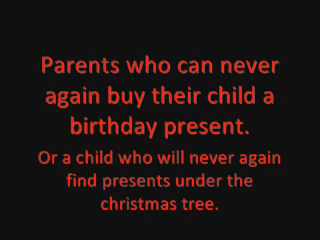 Parents who can never
again buy their child a
birthday present.
Or a child who will never again
find presents under the
christmas tree.